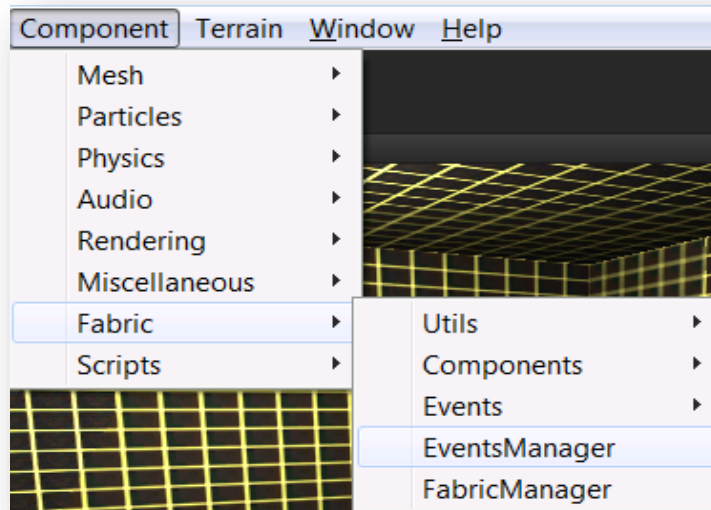 Component Terrain Window Help
Mesh
Particles
Physics
Audio
Rendering
Miscellaneous
Fabric
Scripts
Utils
Components
Events
EventsManager
FabricManager